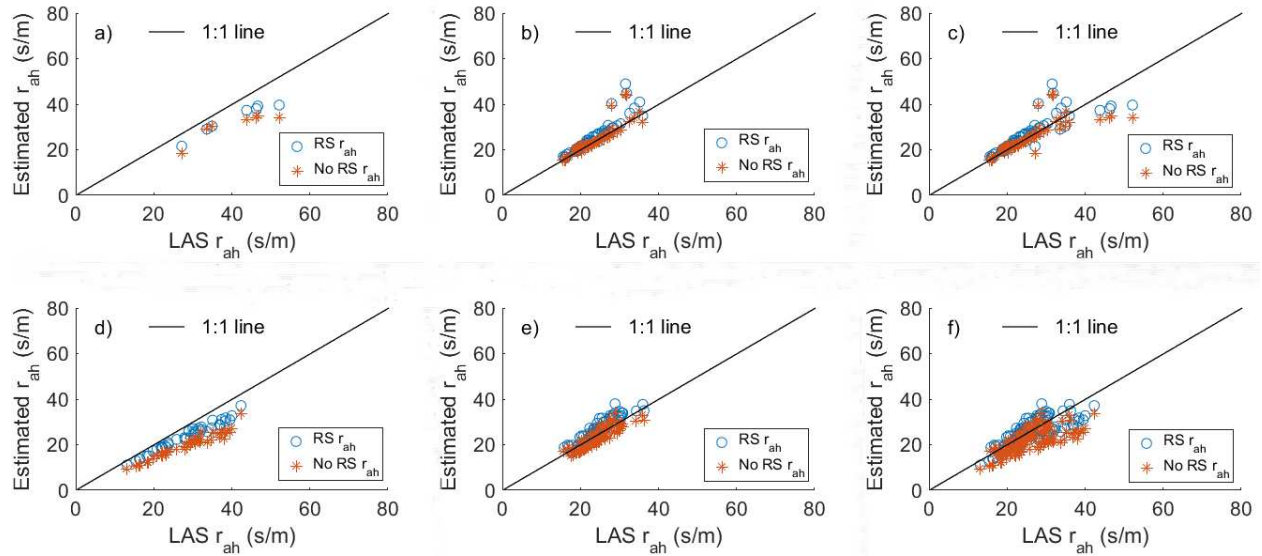 80
60
40
20
0
Estimated r_ah (s/m)
a)
1:1 line
RS r_ah
No RS r_ah
0 20 40 60 80
LAS r_ah (s/m)
80
60
40
20
0
Estimated r_ah (s/m)
b)
1:1 line
RS r_ah
No RS r_ah
0 20 40 60 80
LAS r_ah (s/m)
80
60
40
20
0
Estimated r_ah (s/m)
c)
1:1 line
RS r_ah
No RS r_ah
0 20 40 60 80
LAS r_ah (s/m)
80
60
40
20
0
Estimated r_ah (s/m)
d)
1:1 line
RS r_ah
No RS r_ah
0 20 40 60 80
LAS r_ah (s/m)
80
60
40
20
0
Estimated r_ah (s/m)
e)
1:1 line
RS r_ah
No RS r_ah
0 20 40 60 80
LAS r_ah (s/m)
80
60
40
20
0
Estimated r_ah (s/m)
f)
1:1 line
RS r_ah
No RS r_ah
0 20 40 60 80
LAS r_ah (s/m)